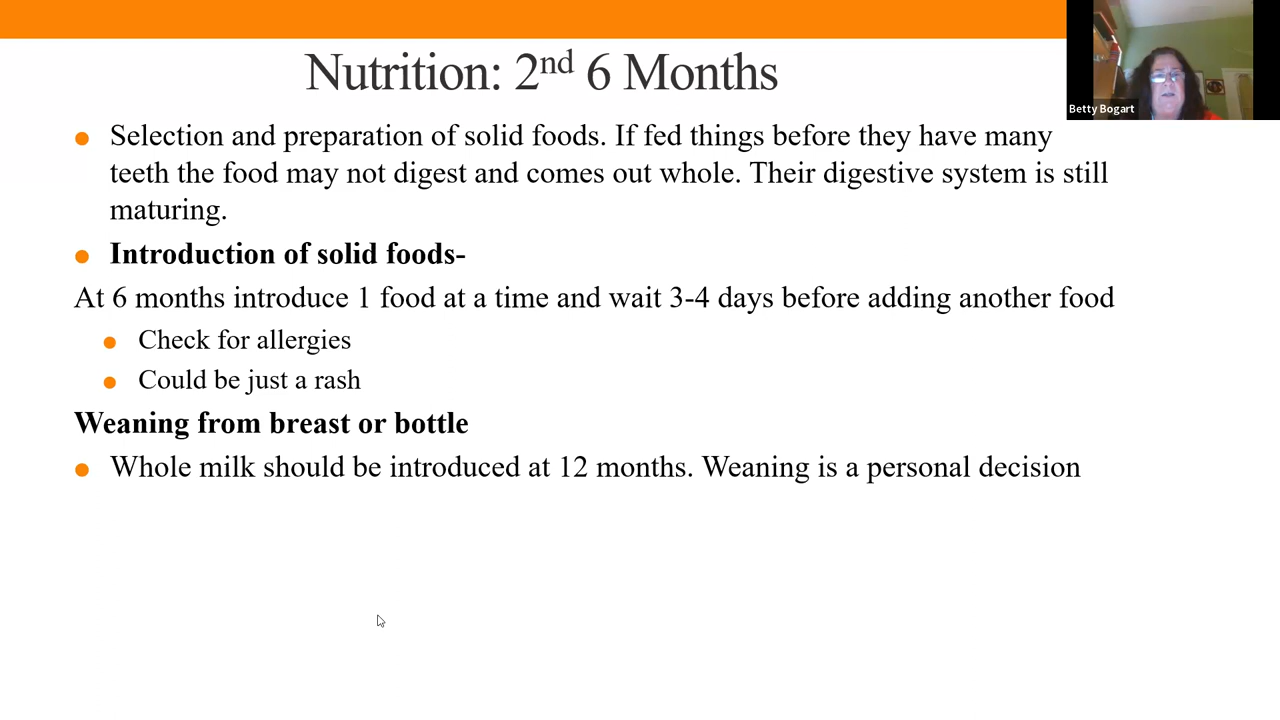 Nutrition: 2nd 6 Months
Betty Bogart
Selection and preparation of solid foods. If fed things before they have many
teeth the food may not digest and comes out whole. Their digestive system is still
maturing.
Introduction of solid foods-
At 6 months introduce 1 food at a time and wait 3-4 days before adding another food
Check for allergies
Could be just a rash
Weaning from breast or bottle
Whole milk should be introduced at 12 months. Weaning is a personal decision